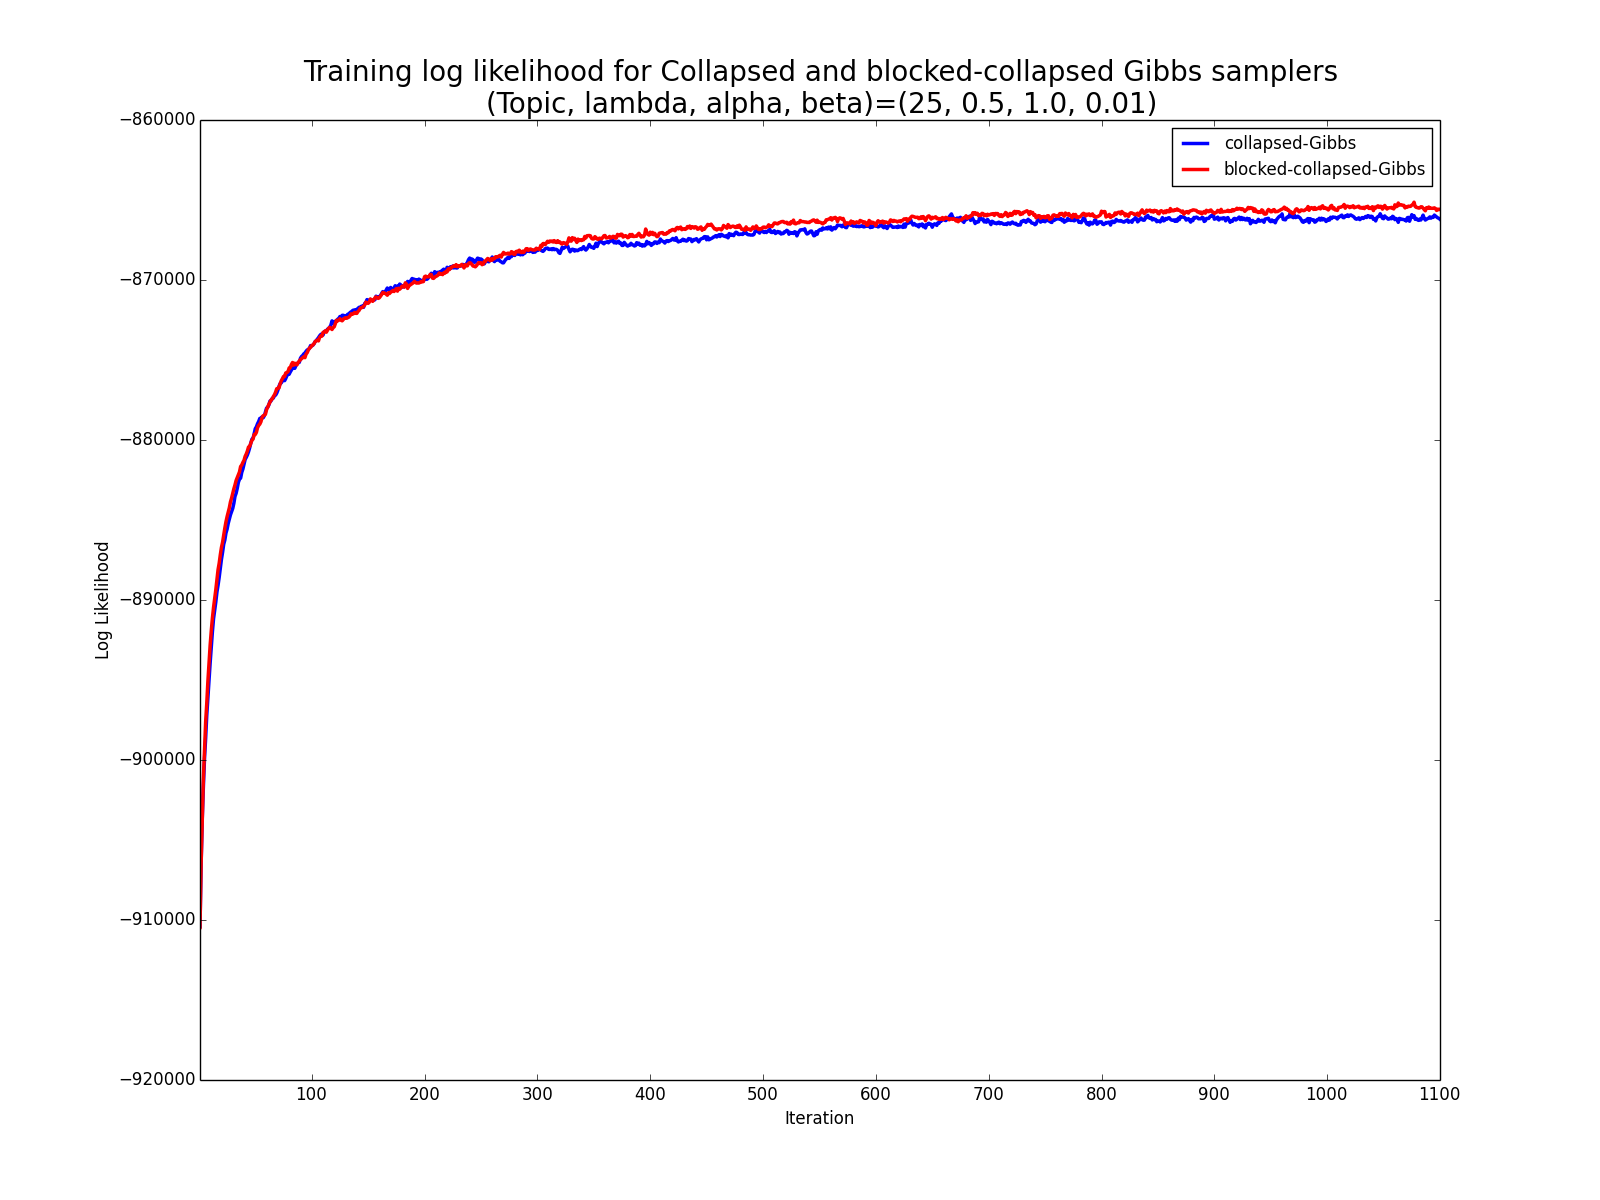 Training log likelihood for Collapsed and blocked-collapsed Gibbs samplers
(Topic, lambda, alpha, beta)=(25, 0.5, 1.0, 0.01)
−860000
collapsed-Gibbs
blocked-collapsed-Gibbs
−870000
−880000
−890000
−900000
−910000
−920000
Log Likelihood
100 200 300 400 500 600 700 800 900 1000 1100
Iteration